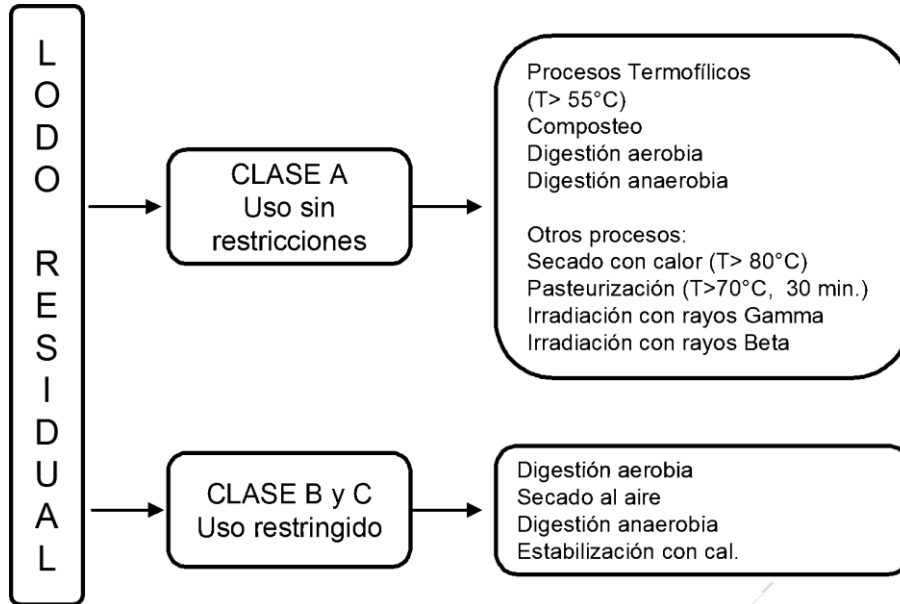 LODO RESIDUAL
CLASE A
Uso sin
restricciones
Procesos Termofílicos
(T> 55°C)
Composteo
Digestión aerobia
Digestión anaerobia
Otros procesos:
Secado con calor (T> 80°C)
Pasteurización (T>70°C, 30 min.)
Irradiación con rayos Gamma
Irradiación con rayos Beta
CLASE B y C
Uso restringido
Digestión aerobia
Secado al aire
Digestión anaerobia
Estabilización con cal.